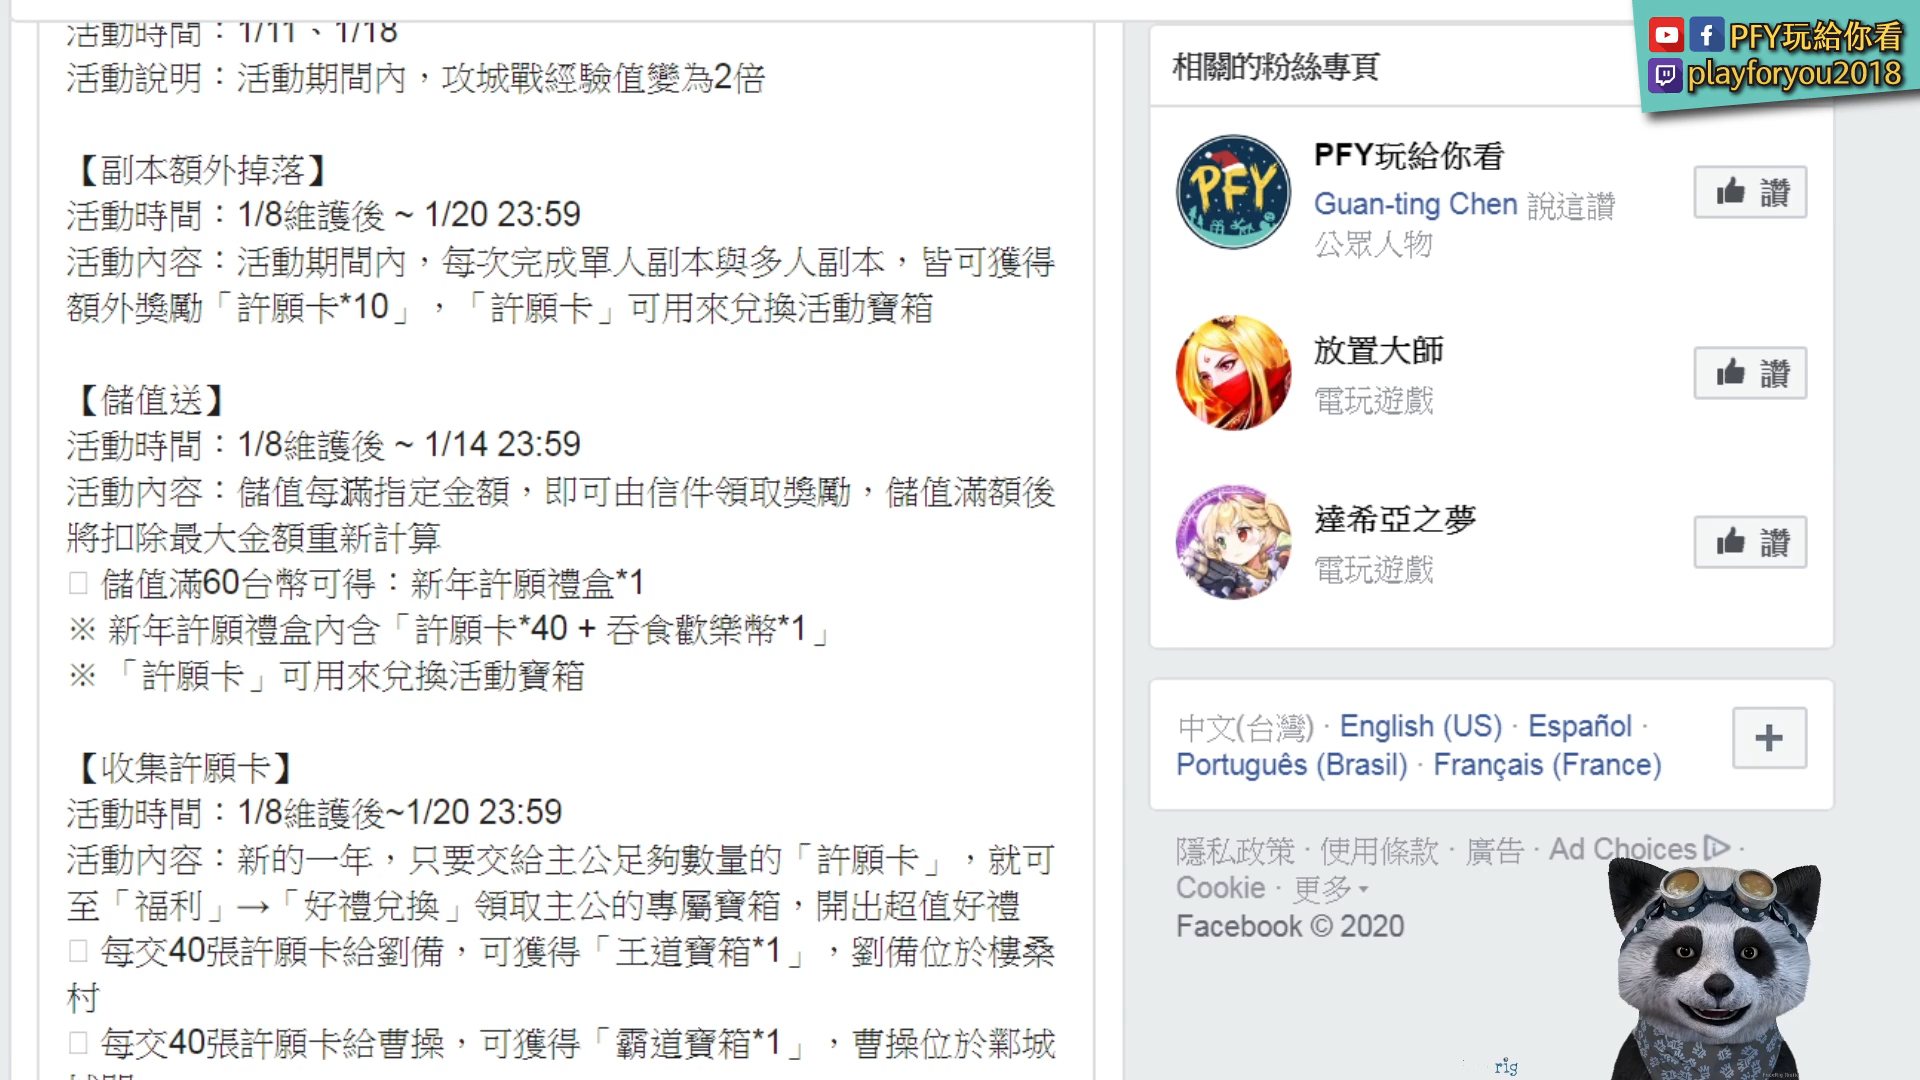 活動時間：1/11、1/18
活動說明：活動期間內，攻城戰經驗值變為2倍
【副本額外掉落】
活動時間：1/8維護後 ~ 1/20 23:59
活動內容：活動期間內，每次完成單人副本與多人副本，皆可獲得
額外獎勵「許願卡*10」，「許願卡」可用來兌換活動寶箱
【儲值送】
活動時間：1/8維護後 ~ 1/14 23:59
活動內容：儲值每滿指定金額，即可由信件領取獎勵，儲值滿額後
將扣除最大金額重新計算
□ 儲值滿60台幣可得：新年許願禮盒*1
※ 新年許願禮盒內含「許願卡*40 + 吞食歡樂幣*1」
※ 「許願卡」可用來兌換活動寶箱
【收集許願卡】
活動時間：1/8維護後~1/20 23:59
活動內容：新的一年，只要交給主公足夠數量的「許願卡」，就可
至「福利」→「好禮兌換」領取主公的專屬寶箱，開出超值好禮
□ 每交40張許願卡給劉備，可獲得「王道寶箱*1」，劉備位於樓桑
村
□ 每交40張許願卡給曹操，可獲得「霸道寶箱*1」，曹操位於鄴城
相關的粉絲專頁
PFY玩給你看
playforyou2018
PFY
PFY玩給你看
Guan-ting Chen 說這讚
公眾人物
讚
放置大師
電玩遊戲
讚
達希亞之夢
電玩遊戲
讚
中文(台灣) · English (US) · Español ·
Português (Brasil) · Français (France)
+
隱私政策 · 使用條款 · 廣告 · Ad Choices ·
Cookie · 更多
Facebook © 2020
rig